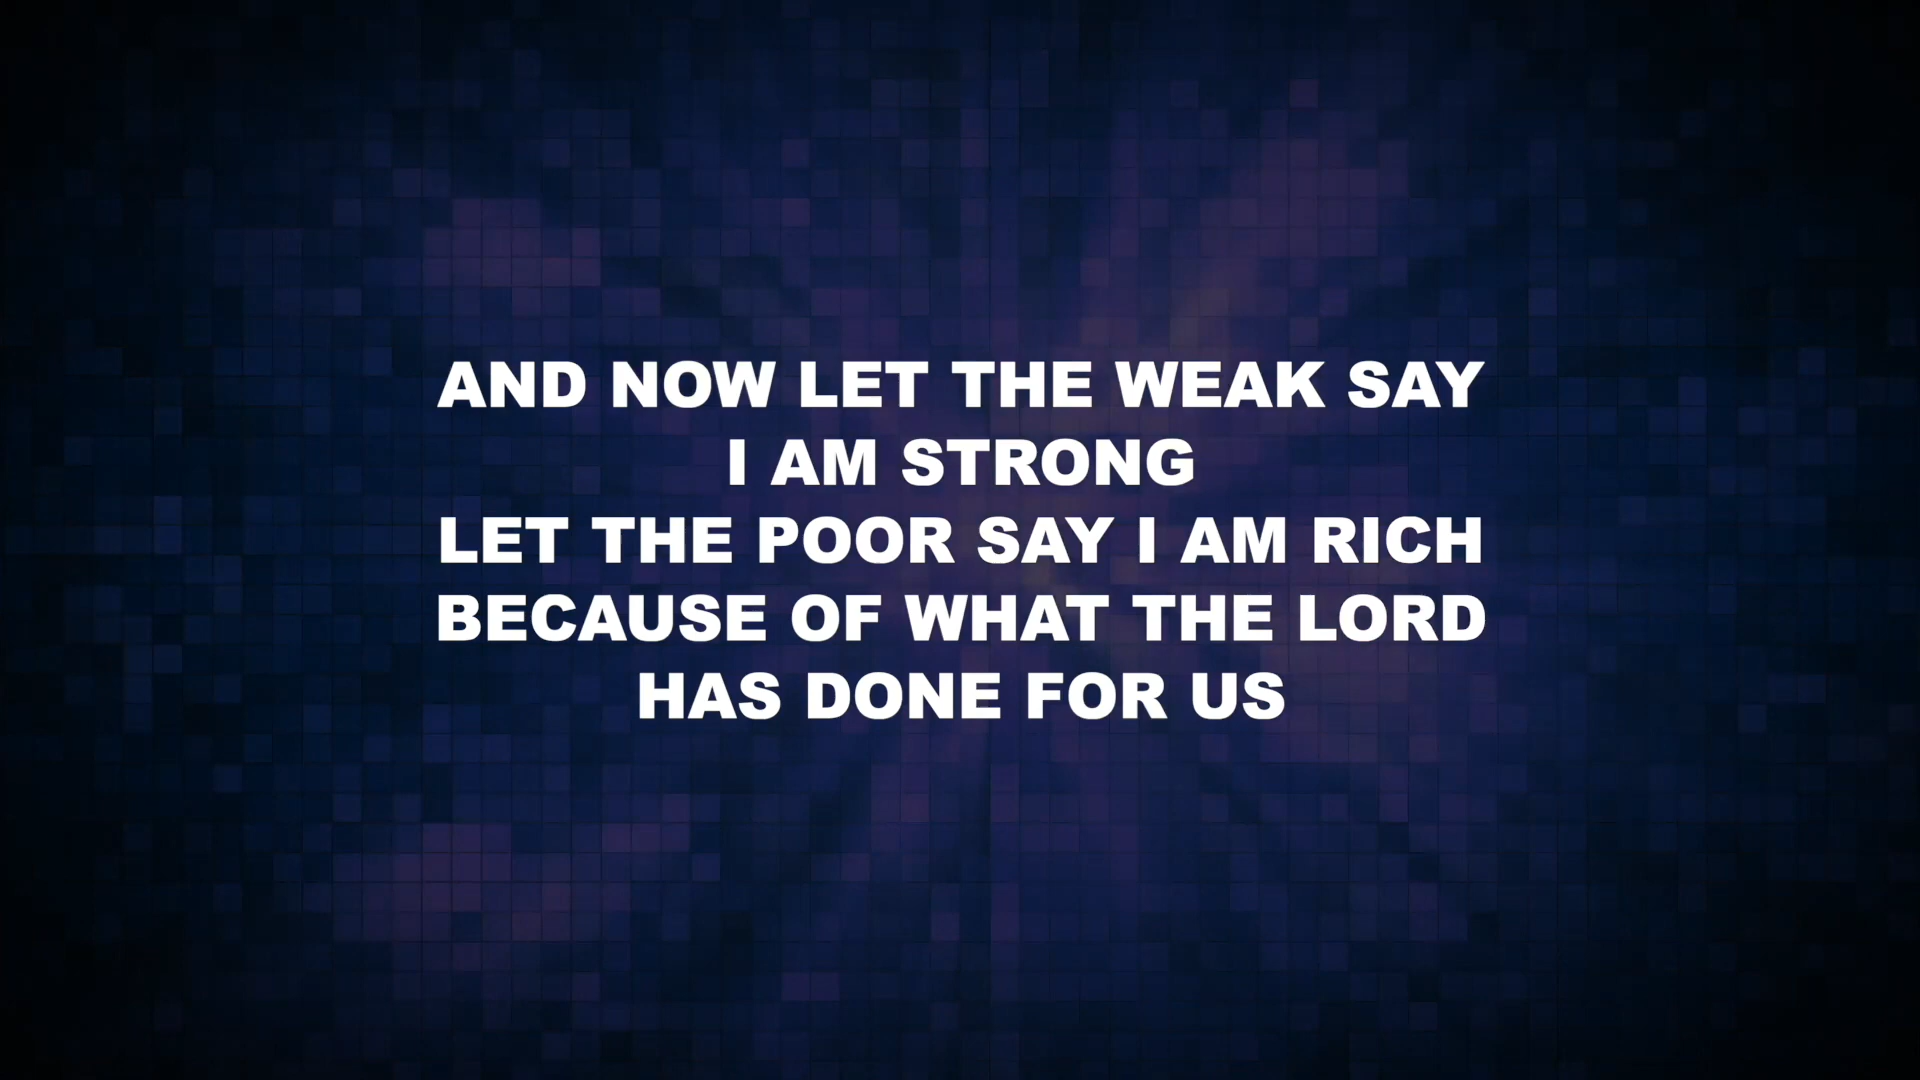 AND NOW LET THE WEAK SAY
I AM STRONG
LET THE POOR SAY I AM RICH
BECAUSE OF WHAT THE LORD
HAS DONE FOR US